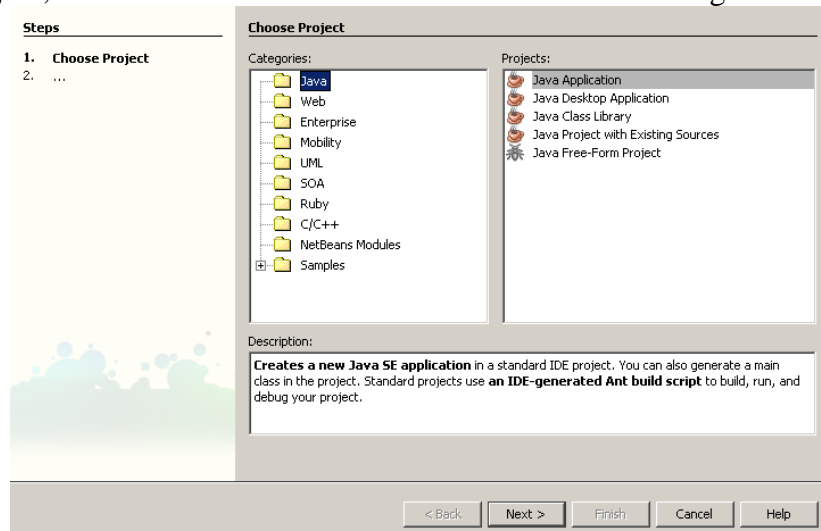 Steps
1. Choose Project
2. ...
Choose Project
Categories:
Java
Web
Enterprise
Mobility
UML
SOA
Ruby
C/C++
NetBeans Modules
Samples
Projects:
Java Application
Java Desktop Application
Java Class Library
Java Project with Existing Sources
Java Free-Form Project
Description:
Creates a new Java SE application in a standard IDE project. You can also generate a main
class in the project. Standard projects use an IDE-generated Ant build script to build, run, and
debug your project.
< Back
Next >
Finish
Cancel
Help